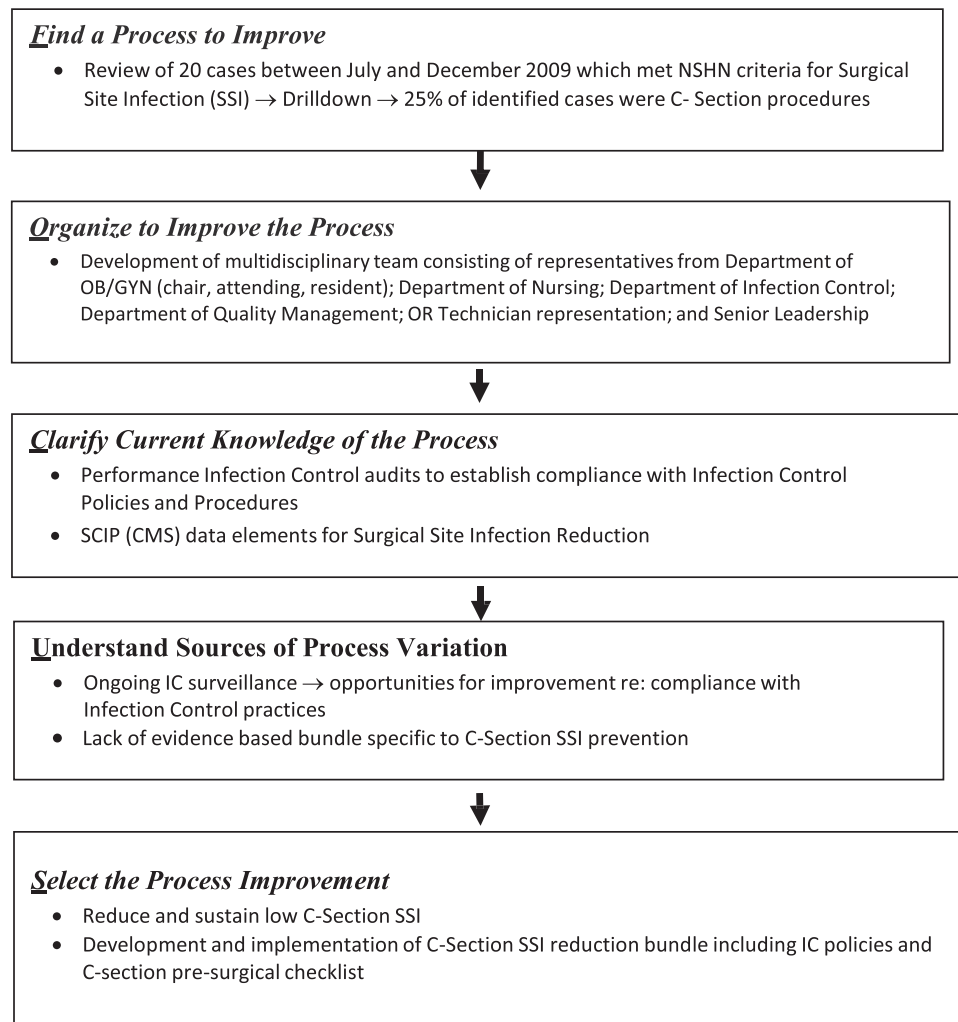 Find a Process to Improve
• Review of 20 cases between July and December 2009 which met NSHN criteria for Surgical
Site Infection (SSI) → Drilldown → 25% of identified cases were C- Section procedures
Organize to Improve the Process
• Development of multidisciplinary team consisting of representatives from Department of
OB/GYN (chair, attending, resident); Department of Nursing; Department of Infection Control;
Department of Quality Management; OR Technician representation; and Senior Leadership
Clarify Current Knowledge of the Process
• Performance Infection Control audits to establish compliance with Infection Control
Policies and Procedures
• SCIP (CMS) data elements for Surgical Site Infection Reduction
Understand Sources of Process Variation
• Ongoing IC surveillance → opportunities for improvement re: compliance with
Infection Control practices
• Lack of evidence based bundle specific to C-Section SSI prevention
Select the Process Improvement
• Reduce and sustain low C-Section SSI
• Development and implementation of C-Section SSI reduction bundle including IC policies and
C-section pre-surgical checklist